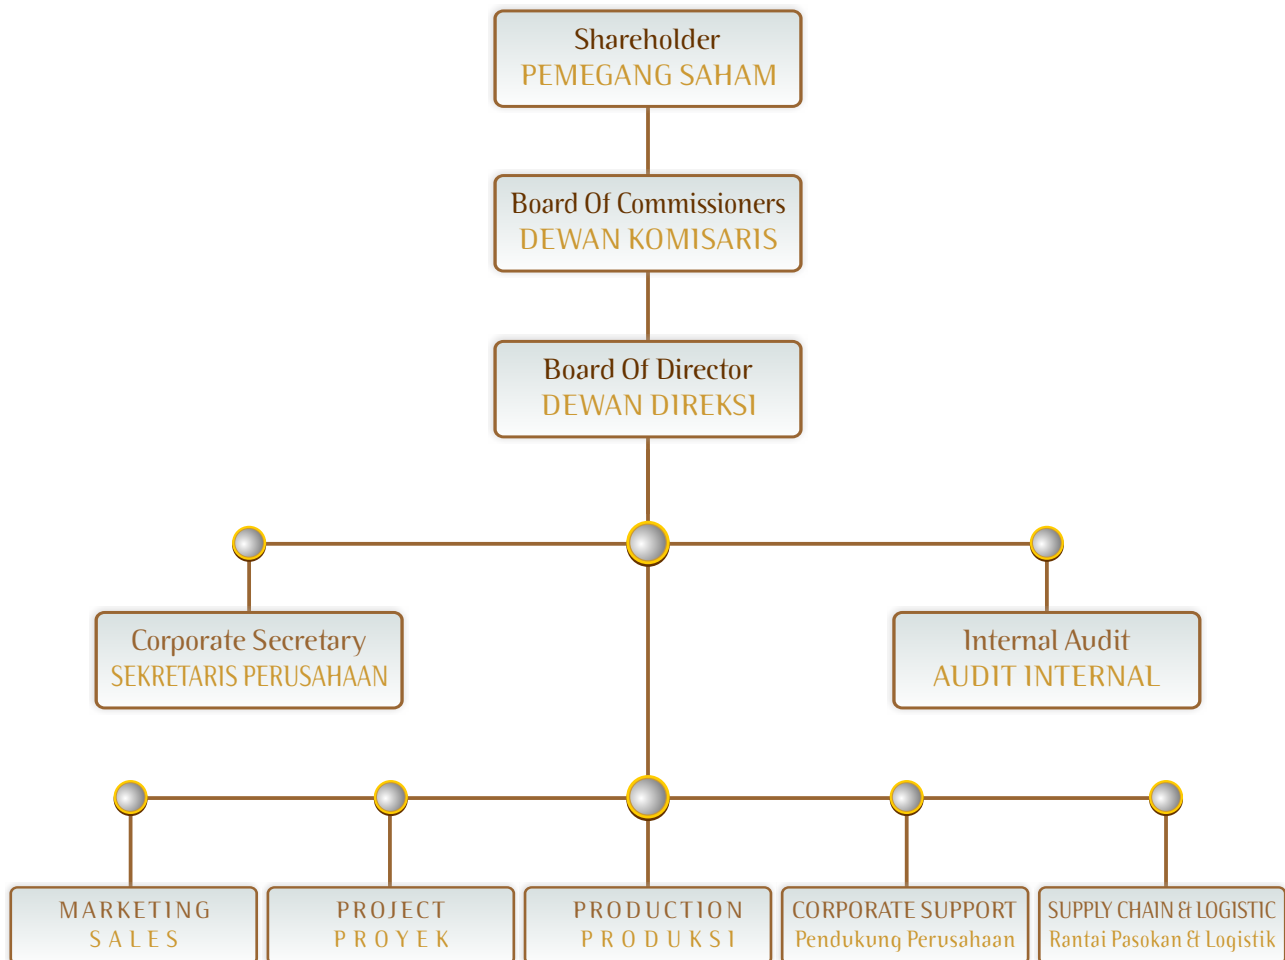 Shareholder
PEMEGANG SAHAM
Board Of Commissioners
DEWAN KOMISARIS
Board Of Director
DEWAN DIREKSI
Corporate Secretary
SEKRETARIS PERUSAHAAN
Internal Audit
AUDIT INTERNAL
MARKETING
SALES
PROJECT
PROYEK
PRODUCTION
PRODUKSI
CORPORATE SUPPORT
Pendukung Perusahaan
SUPPLY CHAIN & LOGISTIC
Rantai Pasokan & Logistik